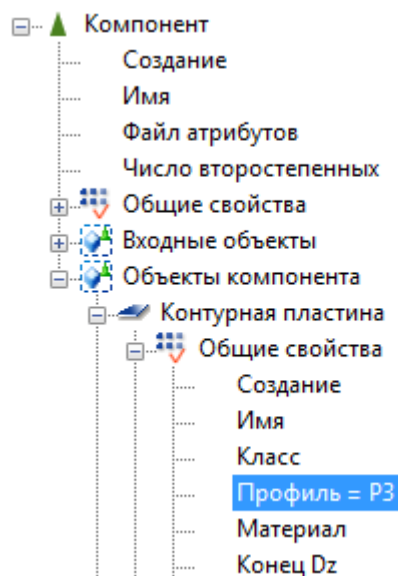 Компонент
Создание
Имя
Файл атрибутов
Число второстепенных
Общие свойства
Входные объекты
Объекты компонента
Контурная пластина
Общие свойства
Создание
Имя
Класс
Профиль = P3
Материал
Конец Dz